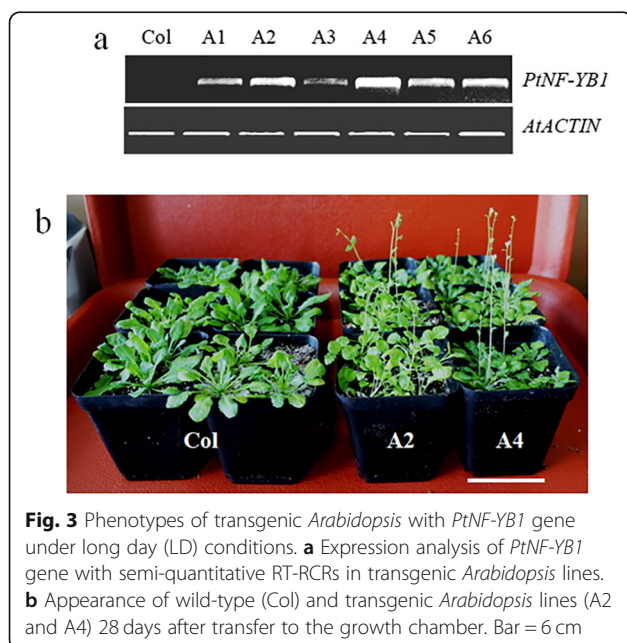 a
Col A1 A2 A3 A4 A5 A6
PtNF-YB1
AtACTIN
b
Col A2 A4
Fig. 3 Phenotypes of transgenic Arabidopsis with PtNF-YB1 gene
under long day (LD) conditions. a Expression analysis of PtNF-YB1
gene with semi-quantitative RT-RCRs in transgenic Arabidopsis lines.
b Appearance of wild-type (Col) and transgenic Arabidopsis lines (A2
and A4) 28 days after transfer to the growth chamber. Bar = 6 cm